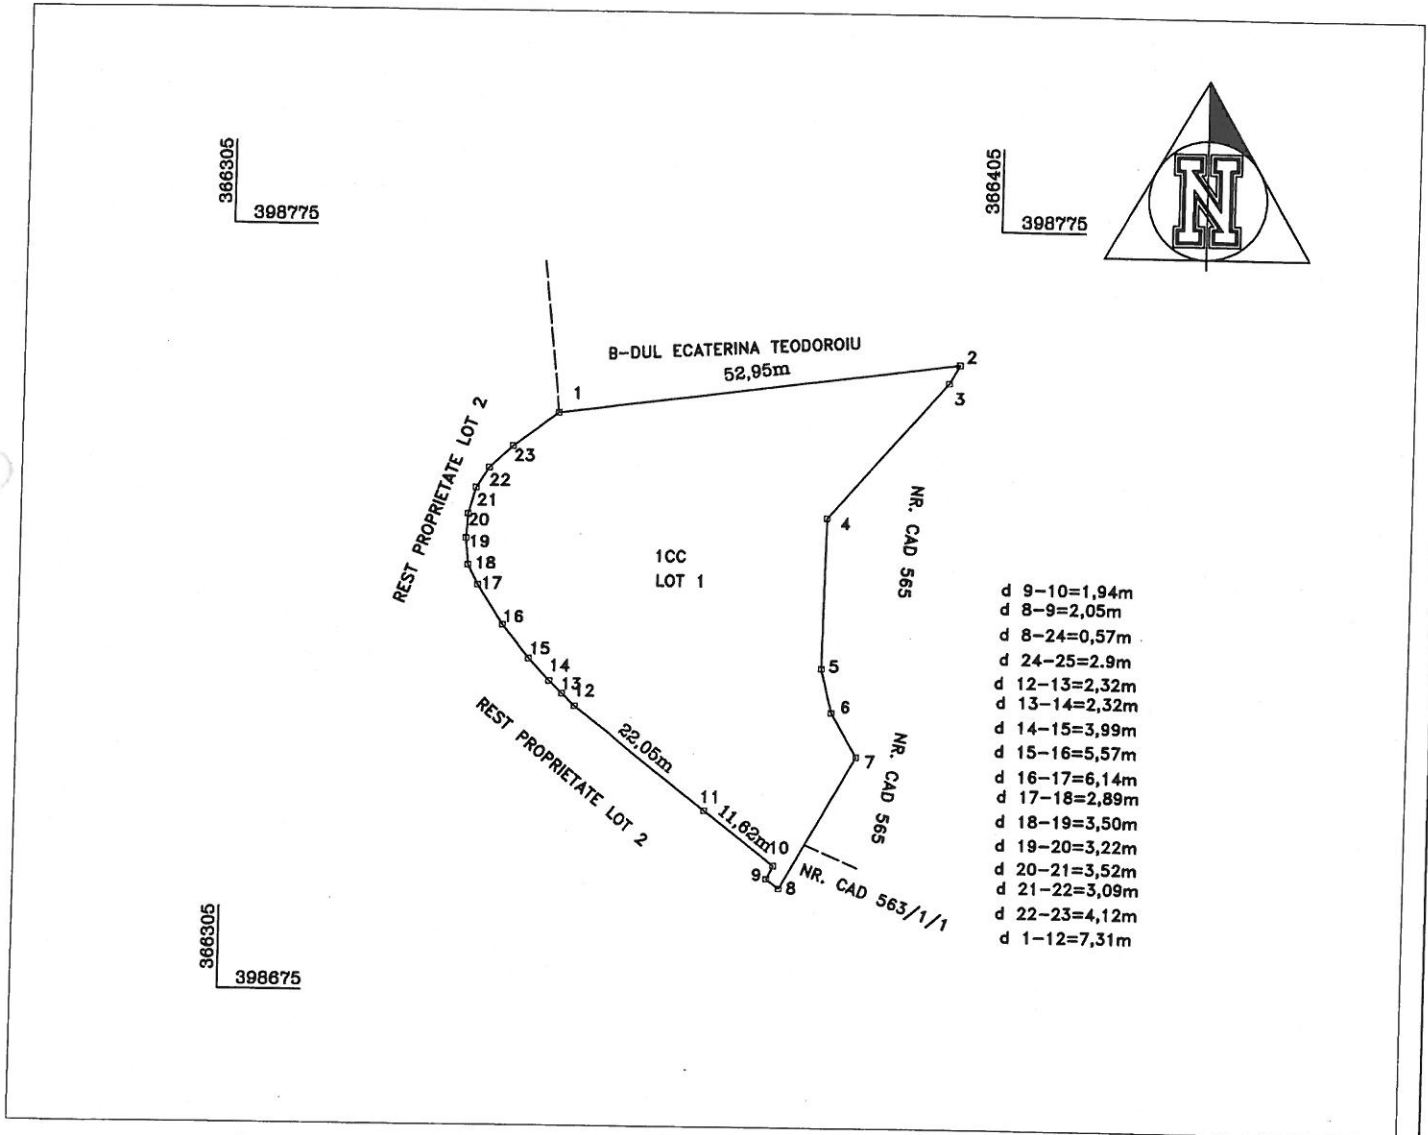 366305
398775
366405
398775
N
B-DUL ECATERINA TEODOROIU
52,95m
1
2
3
REST PROPRIETATE LOT 2
23
22
21
20
19
18
17
16
15
14
13
12
4
NR. CAD 565
1CC
LOT 1
5
6
7
NR. CAD 565
REST PROPRIETATE LOT 2
22,05m
11
11,62m
10
9
8
NR. CAD 563/1/1
d 9-10=1,94m
d 8-9=2,05m
d 8-24=0,57m
d 24-25=2.9m
d 12-13=2,32m
d 13-14=2,32m
d 14-15=3,99m
d 15-16=5,57m
d 16-17=6,14m
d 17-18=2,89m
d 18-19=3,50m
d 19-20=3,22m
d 20-21=3,52m
d 21-22=3,09m
d 22-23=4,12m
d 1-12=7,31m
366305
398675